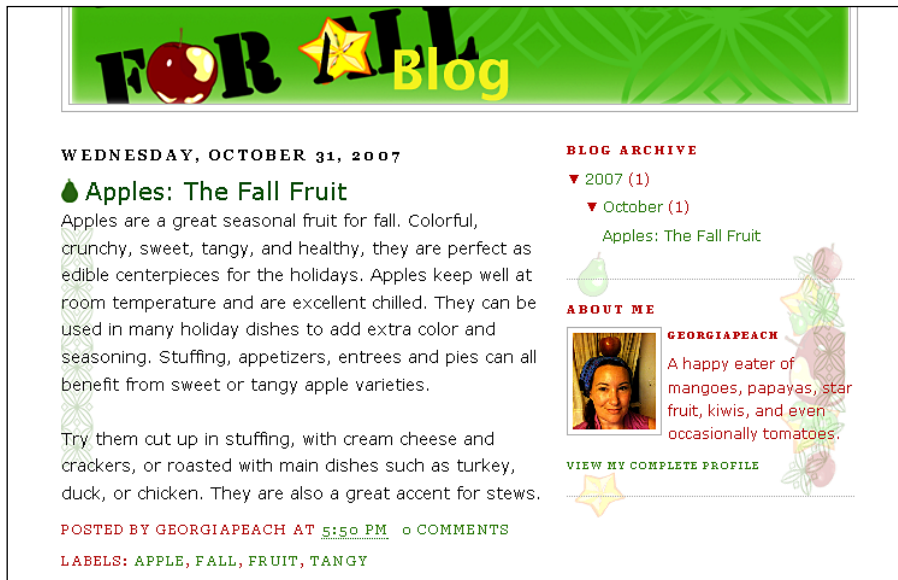 FOR ALL
Blog
WEDNESDAY, OCTOBER 31, 2007
Apples: The Fall Fruit
Apples are a great seasonal fruit for fall. Colorful,
crunchy, sweet, tangy, and healthy, they are perfect as
edible centerpieces for the holidays. Apples keep well at
room temperature and are excellent chilled. They can be
used in many holiday dishes to add extra color and
seasoning. Stuffing, appetizers, entrees and pies can all
benefit from sweet or tangy apple varieties.
Try them cut up in stuffing, with cream cheese and
crackers, or roasted with main dishes such as turkey,
duck, or chicken. They are also a great accent for stews.
POSTED BY GEORGIAPEACH AT 5:50 PM 0 COMMENTS
LABELS: APPLE, FALL, FRUIT, TANGY
BLOG ARCHIVE
▼ 2007 (1)
▼ October (1)
Apples: The Fall Fruit
ABOUT ME
GEORGIAPEACH
A happy eater of
mangoes, papayas, star
fruit, kiwis, and even
occasionally tomatoes.
VIEW MY COMPLETE PROFILE